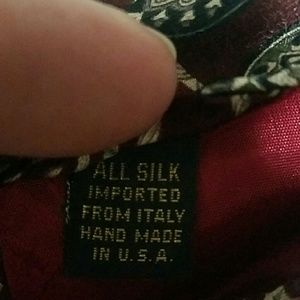 ALL SILK
IMPORTED
FROM ITALY
HAND MADE
IN U.S.A.